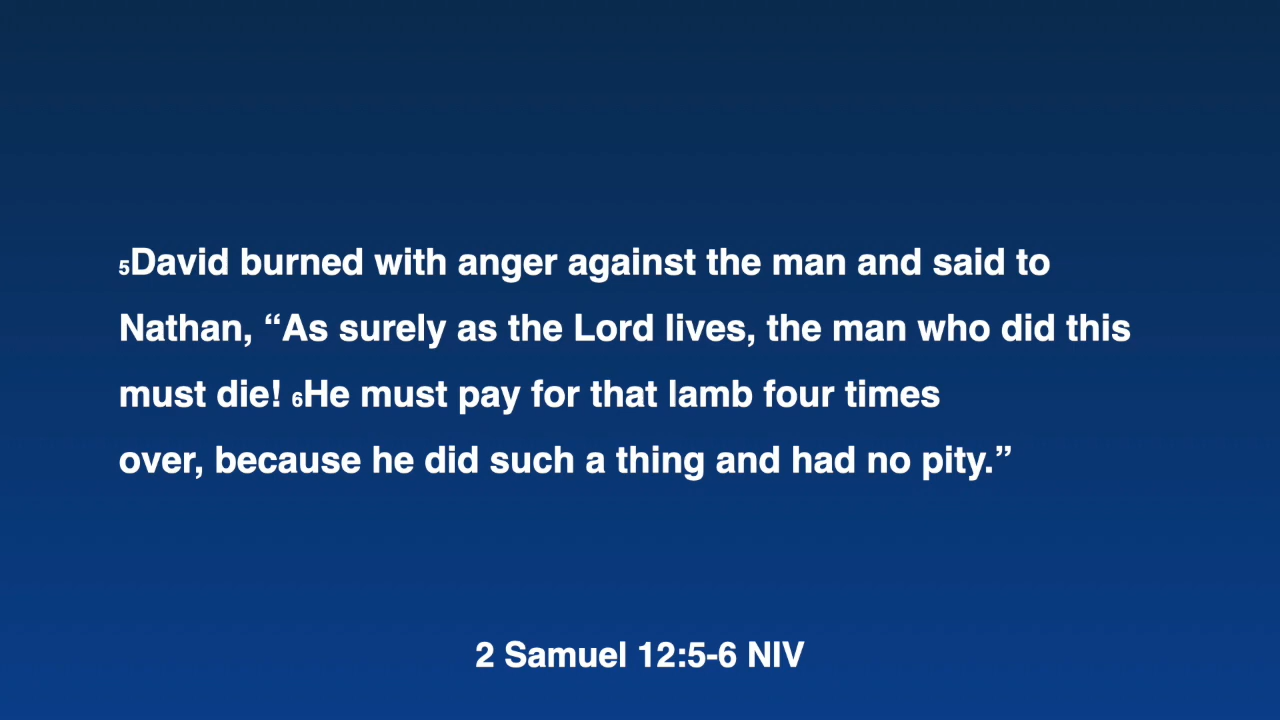 5David burned with anger against the man and said to
Nathan, “As surely as the Lord lives, the man who did this
must die! 6He must pay for that lamb four times
over, because he did such a thing and had no pity.”
2 Samuel 12:5-6 NIV